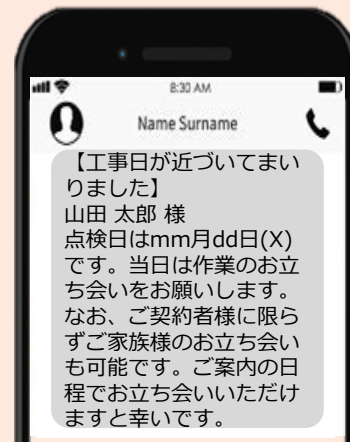 8:30 AM
Name Surname
【工事日が近づいてまい
りました】
山田 太郎 様
点検日はmm月dd日(X)
です。当日は作業のお立
ち会いをお願いします。
なお、ご契約者様に限ら
ずご家族様のお立ち会い
も可能です。ご案内の日
程でお立ち会いいただけ
ますと幸いです。